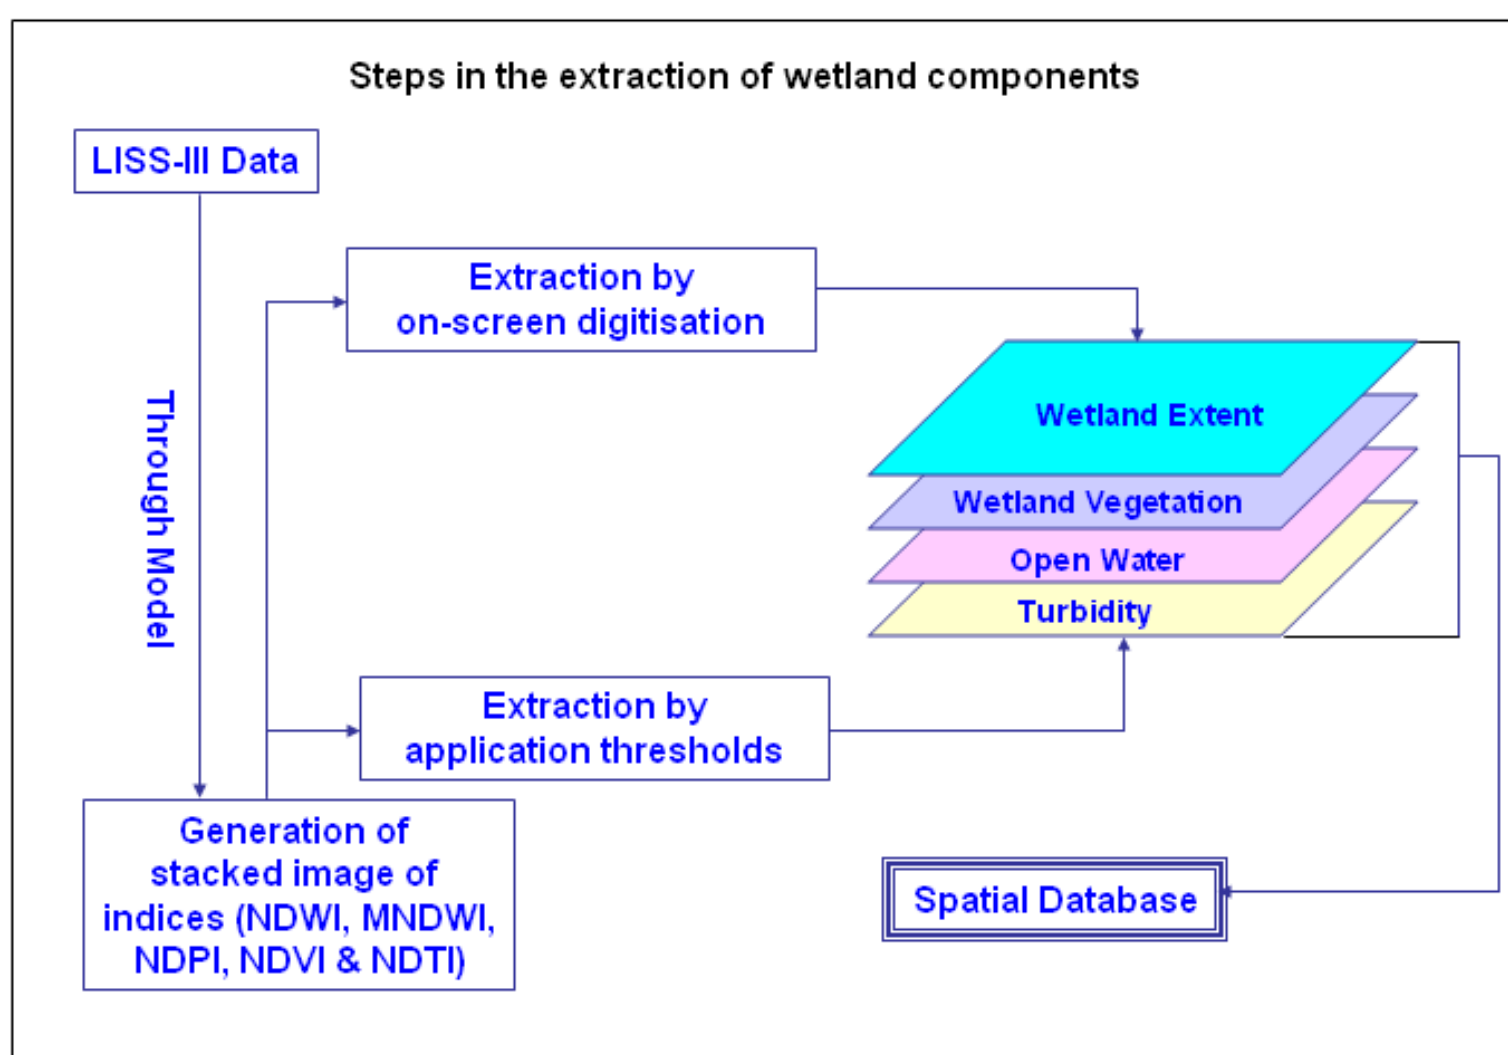 Steps in the extraction of wetland components
LISS-III Data
Through Model
Extraction by
on-screen digitisation
Wetland Extent
Wetland Vegetation
Open Water
Turbidity
Extraction by
application thresholds
Generation of
stacked image of
indices (NDWI, MNDWI,
NDPI, NDVI & NDTI)
Spatial Database